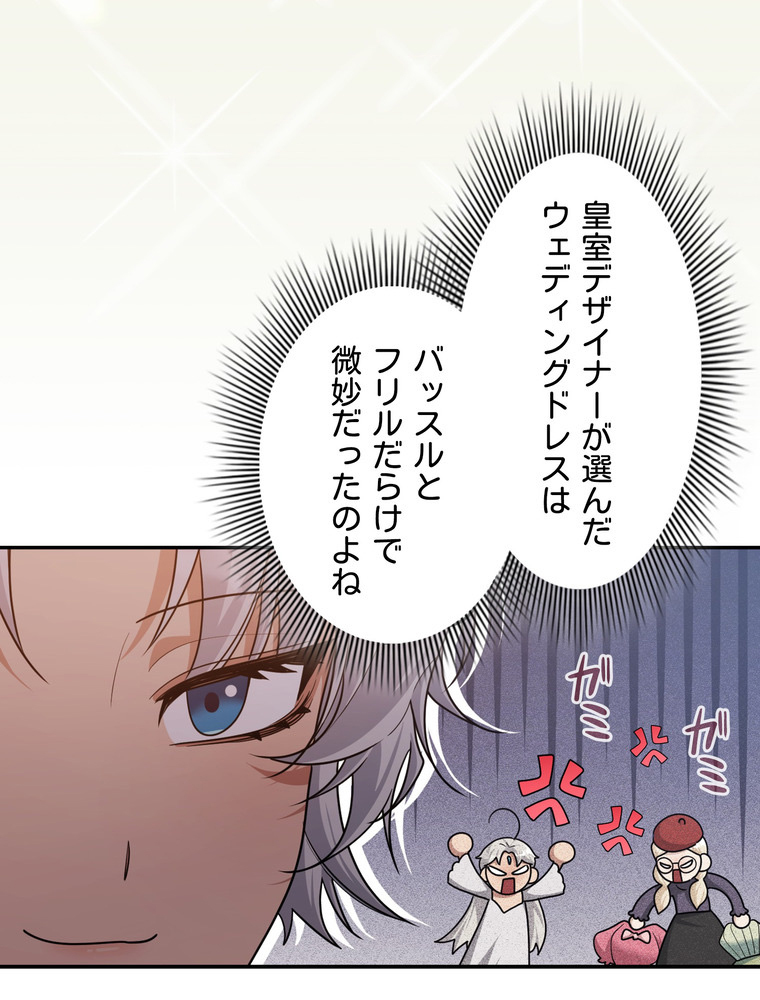 皇室デザイナーが選んだ
ウェディングドレスは
バッスルと
フリルだらけで
微妙だったのよね
ガミ
ガミ